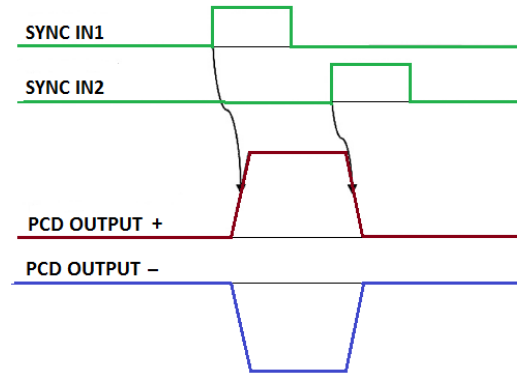 SYNC IN1
SYNC IN2
PCD OUTPUT +
PCD OUTPUT –